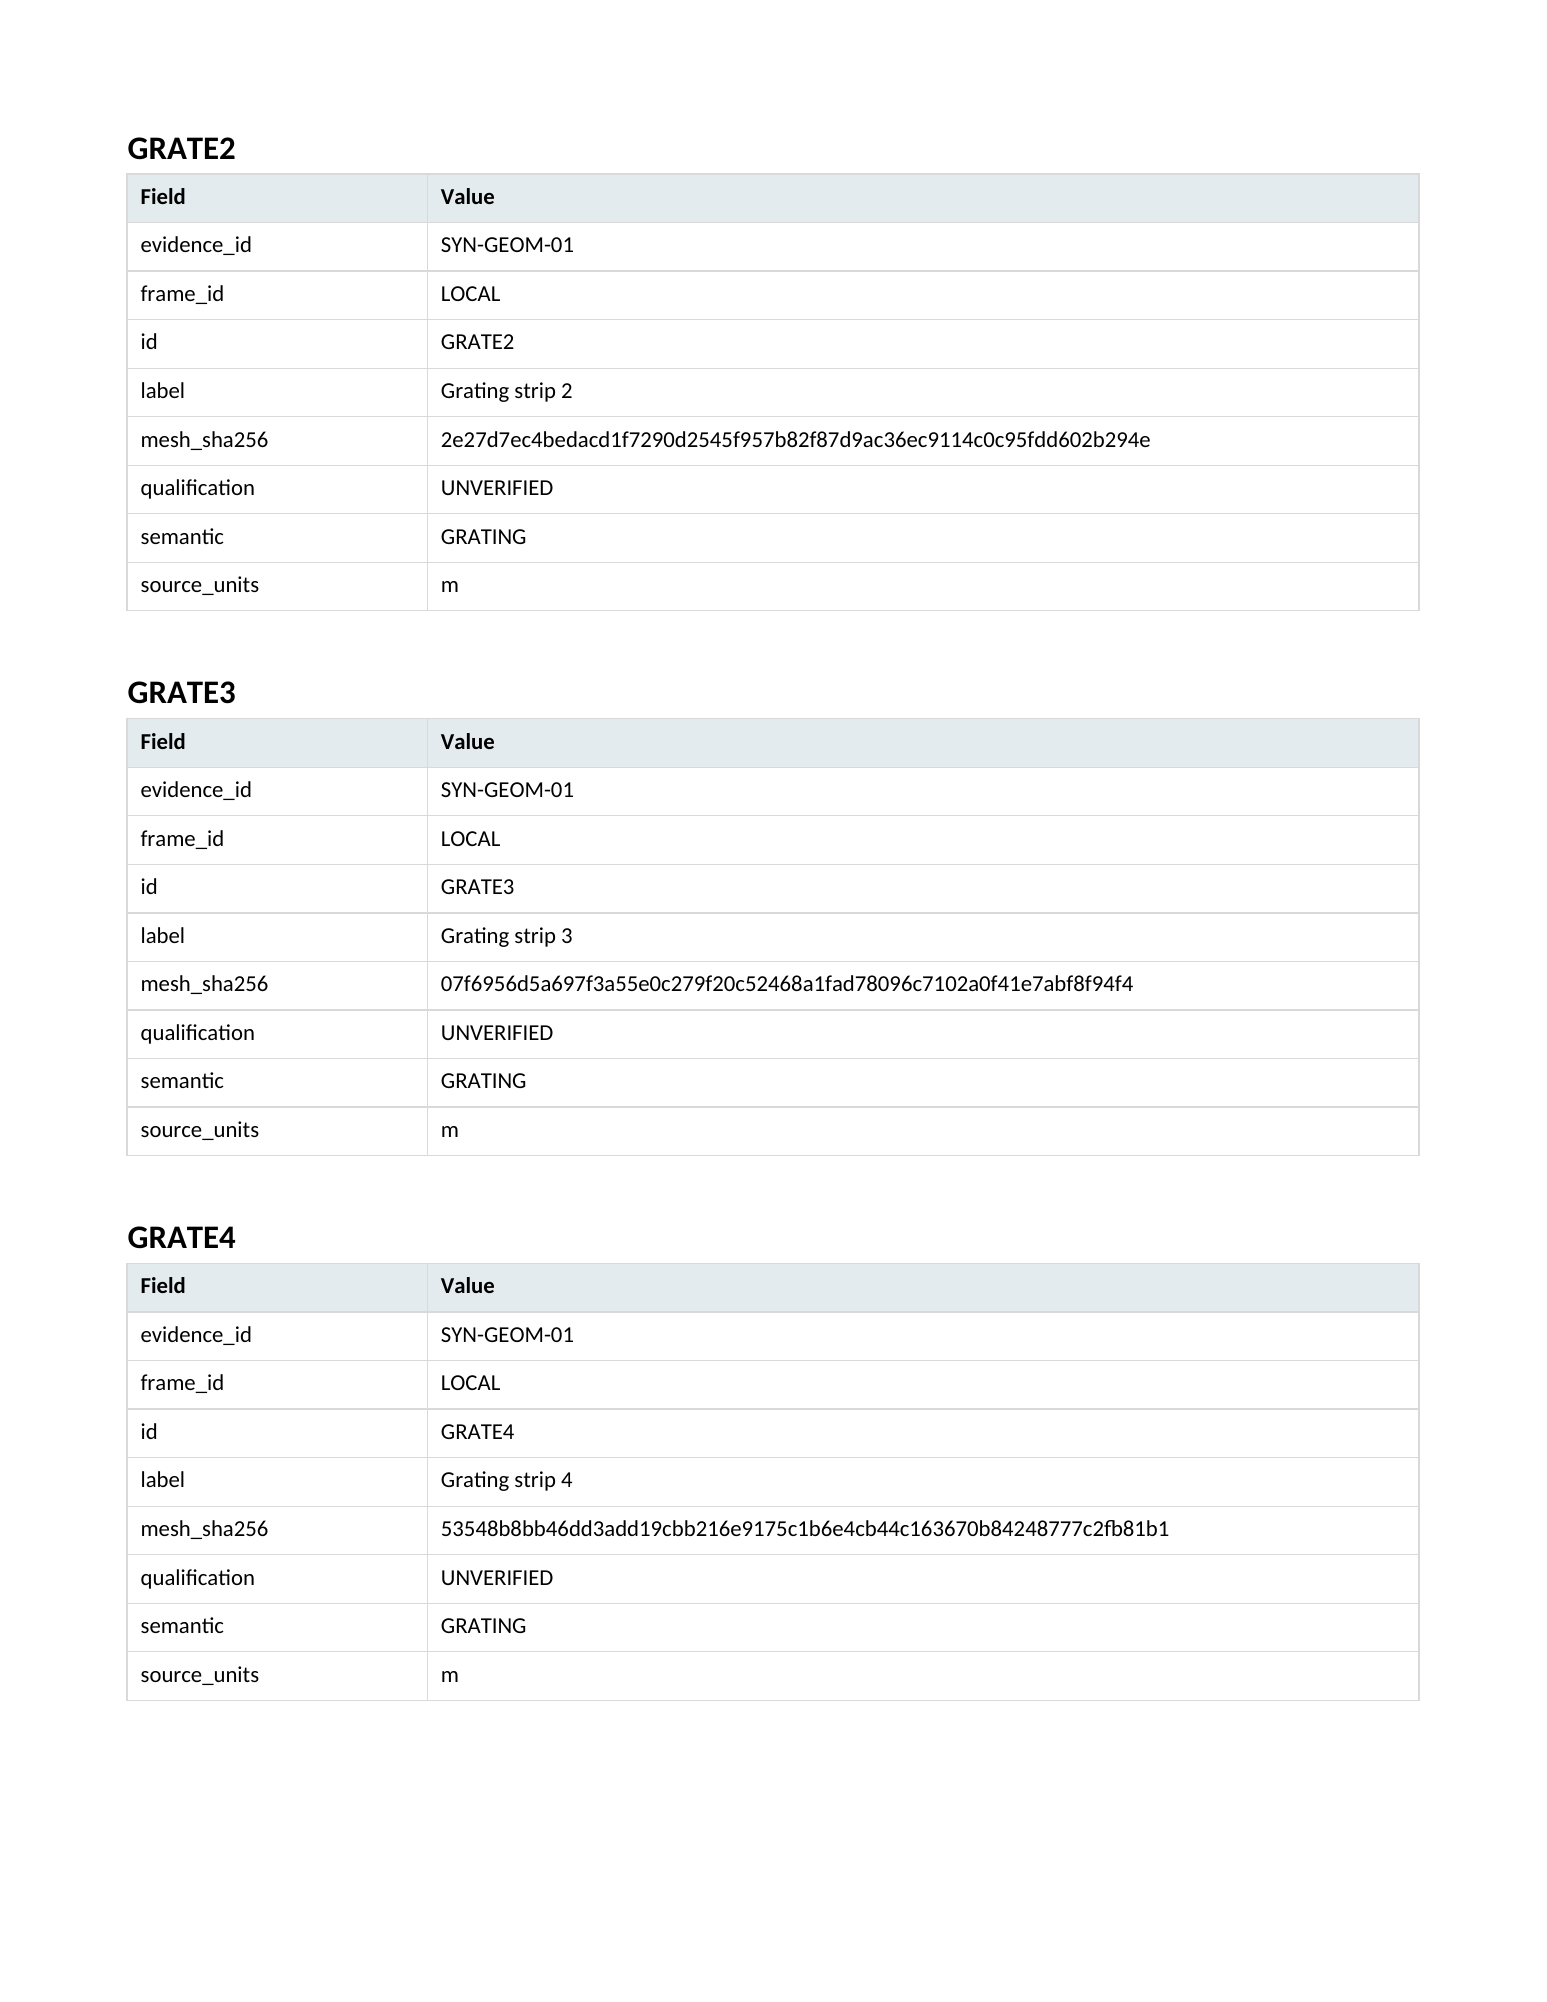 GRATE2
Field Value
evidence_id SYN-GEOM-01
frame_id LOCAL
id GRATE2
label Grating strip 2
mesh_sha256 2e27d7ec4bedacd1f7290d2545f957b82f87d9ac36ec9114c0c95fdd602b294e
qualification UNVERIFIED
semantic GRATING
source_units m
GRATE3
Field Value
evidence_id SYN-GEOM-01
frame_id LOCAL
id GRATE3
label Grating strip 3
mesh_sha256 07f6956d5a697f3a55e0c279f20c52468a1fad78096c7102a0f41e7abf8f94f4
qualification UNVERIFIED
semantic GRATING
source_units m
GRATE4
Field Value
evidence_id SYN-GEOM-01
frame_id LOCAL
id GRATE4
label Grating strip 4
mesh_sha256 53548b8bb46dd3add19cbb216e9175c1b6e4cb44c163670b84248777c2fb81b1
qualification UNVERIFIED
semantic GRATING
source_units m